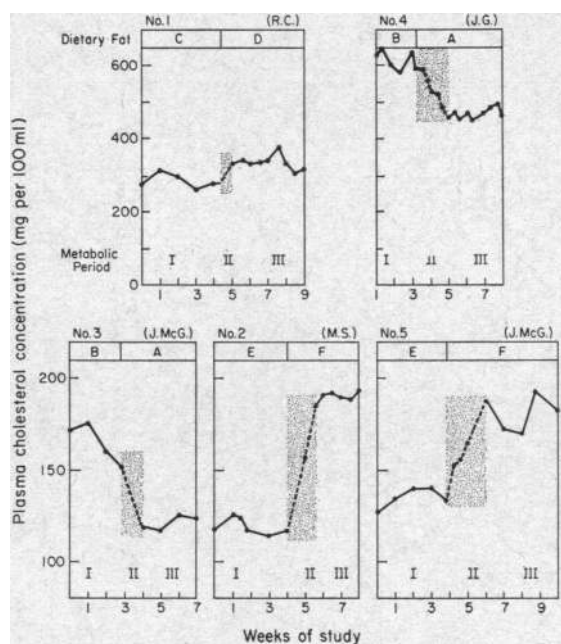 No.1 (R.C.) No.4 (J.G.)
Dietary Fat C D B A
600
400
200
0
Metabolic Period I II III I II III
1 3 5 7 9 1 3 5 7
Plasma cholesterol concentration (mg per 100ml)
No.3 (J.McG.) No.2 (M.S.) No.5 (J.McG.)
B A E F E F
200
150
100
I II III I II III I II III
1 3 5 7 1 3 5 7 1 3 5 7 9
Weeks of study